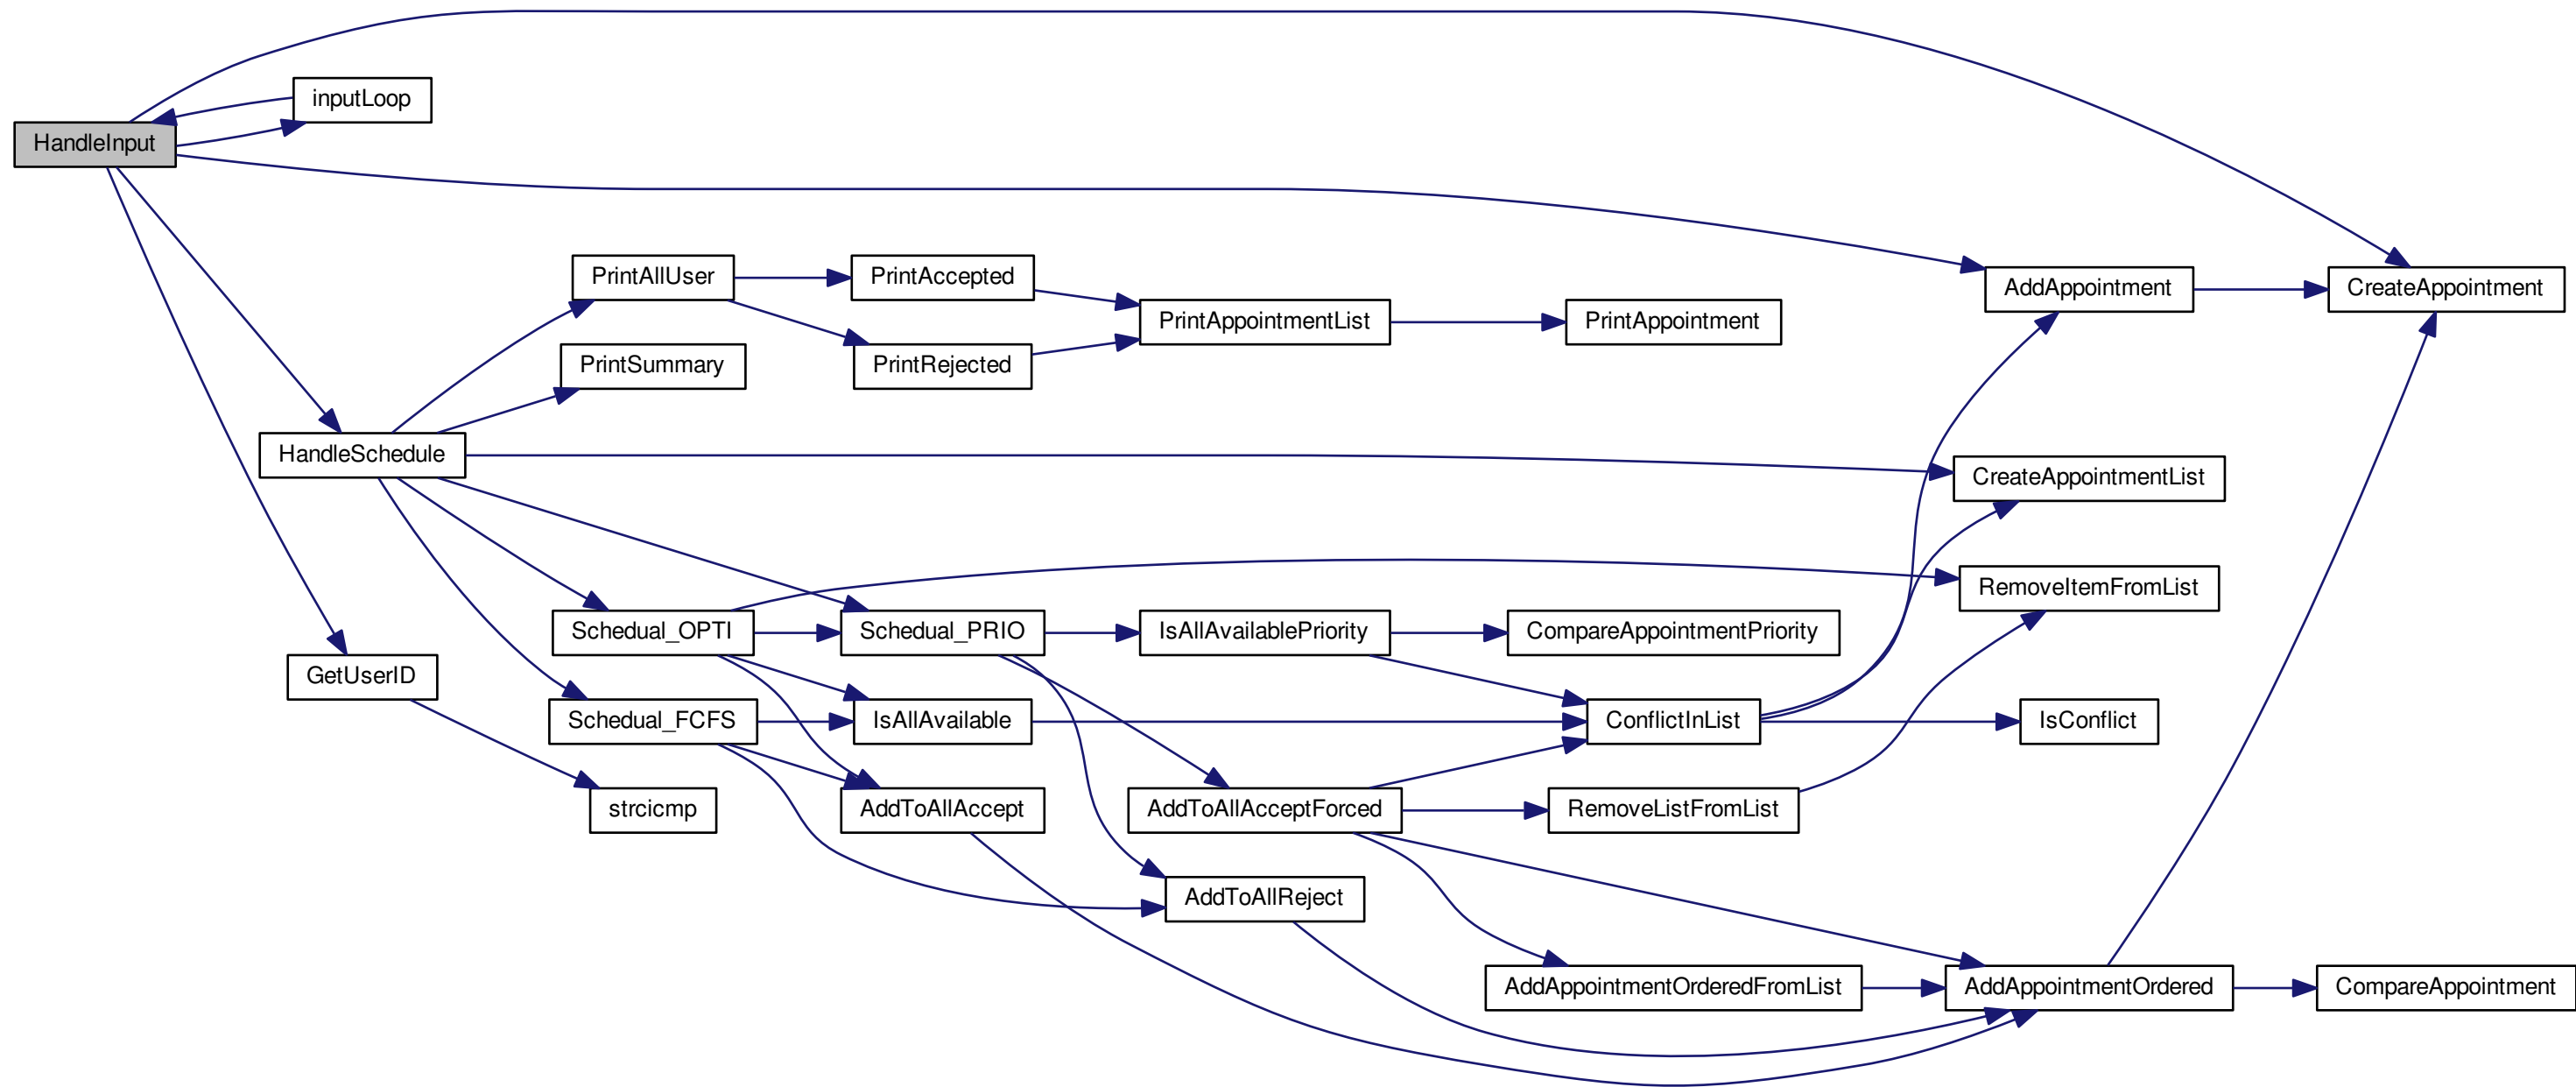 inputLoop
HandleInput
PrintAllUser
PrintAccepted
AddAppointment
CreateAppointment
PrintAppointmentList
PrintAppointment
PrintSummary
PrintRejected
HandleSchedule
CreateAppointmentList
RemoveItemFromList
Schedual_OPTI
Schedual_PRIO
IsAllAvailablePriority
CompareAppointmentPriority
GetUserID
Schedual_FCFS
IsAllAvailable
ConflictInList
IsConflict
strcicmp
AddToAllAccept
AddToAllAcceptForced
RemoveListFromList
AddToAllReject
AddAppointmentOrderedFromList
AddAppointmentOrdered
CompareAppointment